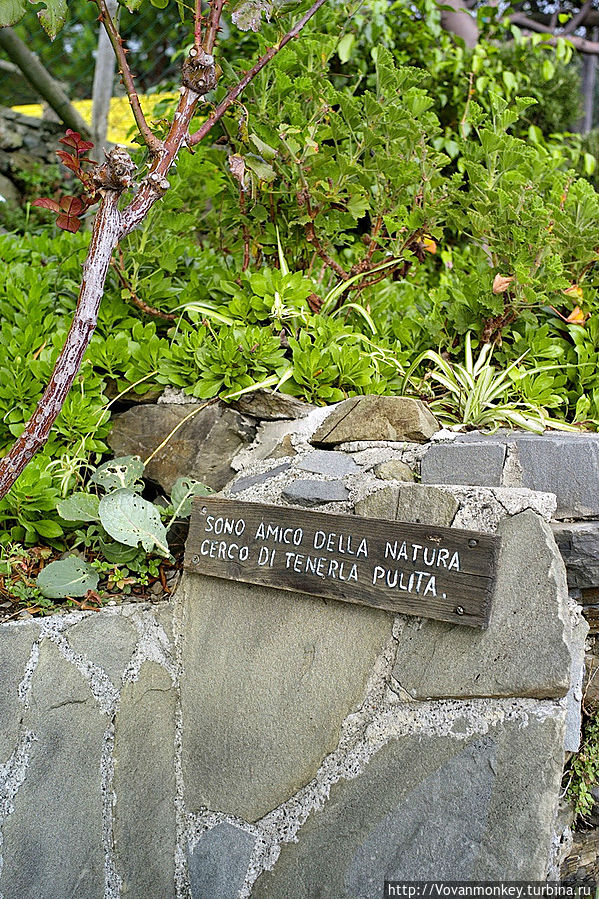 SONO AMICO DELLA NATURA
CERCO DI TENERLA PULITA.
http://Vovanmonkey.turbina.ru